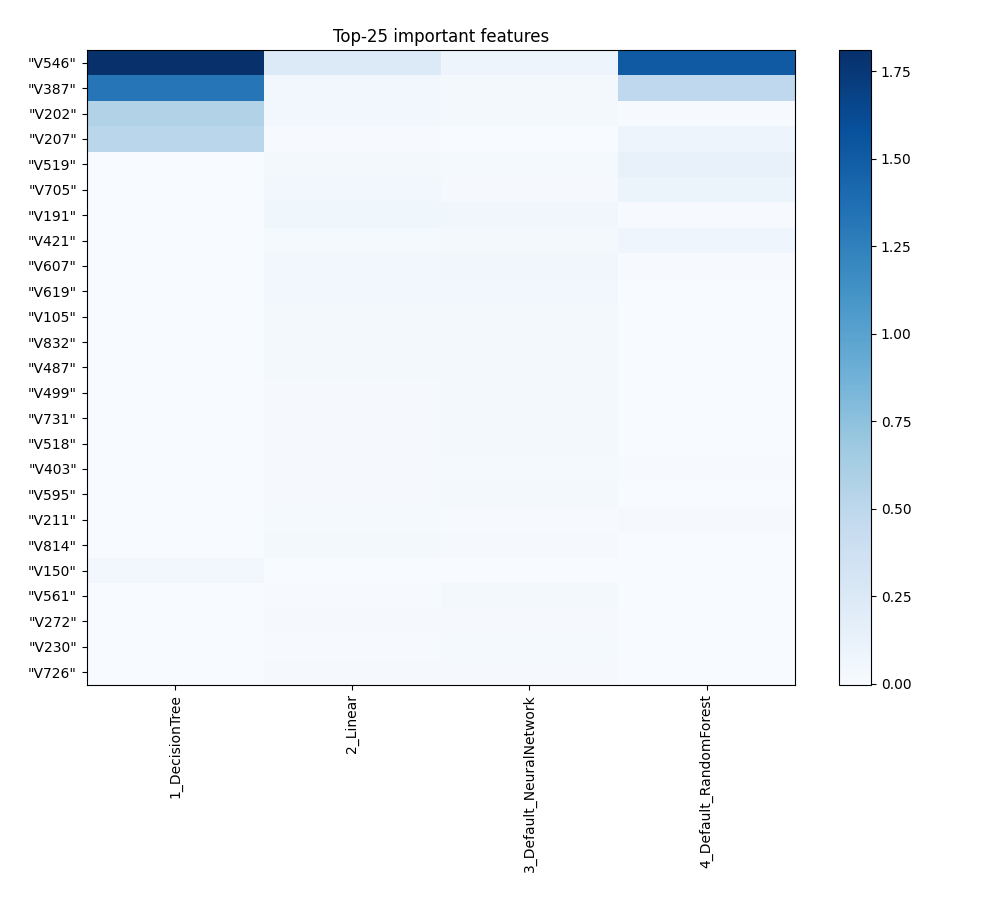 Top-25 important features
"V546"
"V387"
"V202"
"V207"
"V519"
"V705"
"V191"
"V421"
"V607"
"V619"
"V105"
"V832"
"V487"
"V499"
"V731"
"V518"
"V403"
"V595"
"V211"
"V814"
"V150"
"V561"
"V272"
"V230"
"V726"
1_DecisionTree
2_Linear
3_Default_NeuralNetwork
4_Default_RandomForest
1.75
1.50
1.25
1.00
0.75
0.50
0.25
0.00